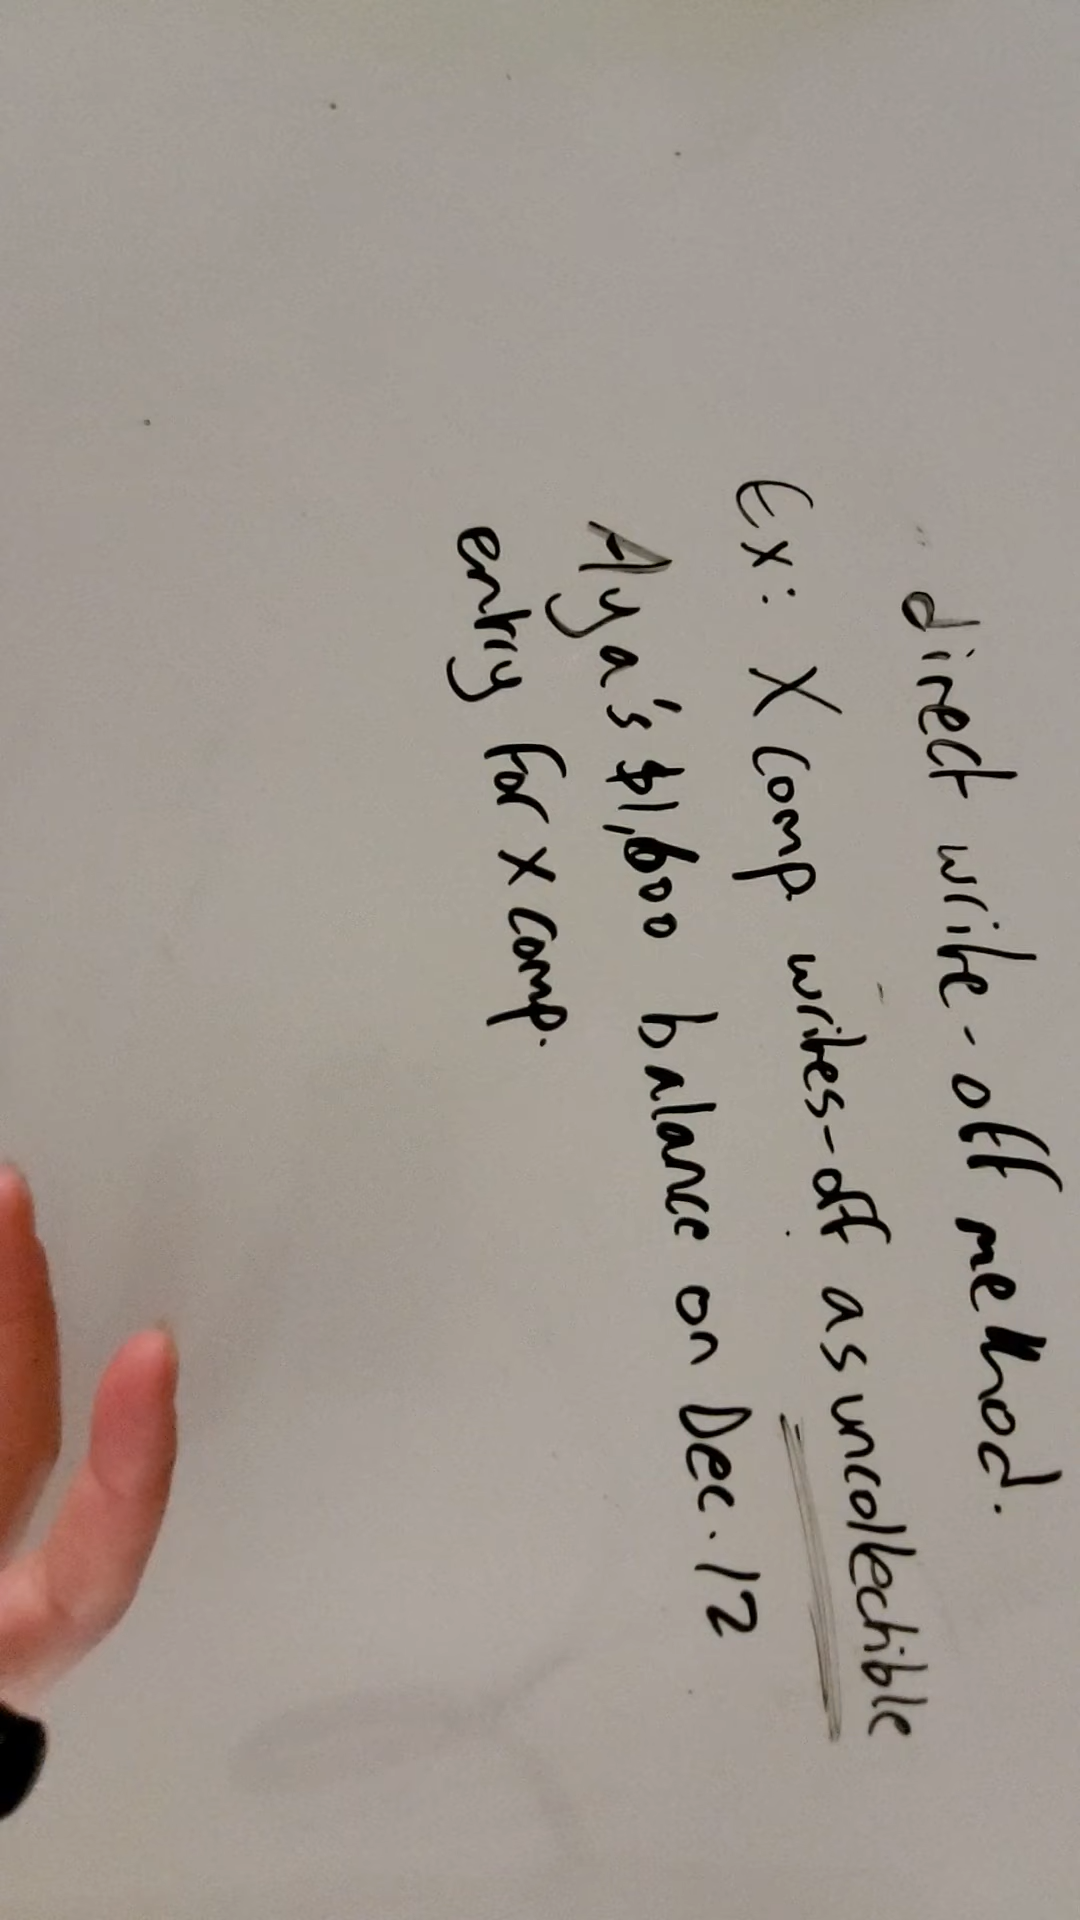 direct write-off method.
Ex: X comp. writes-off as uncollectible
Aya's $1,600 balance on Dec. 12
entry for X comp.